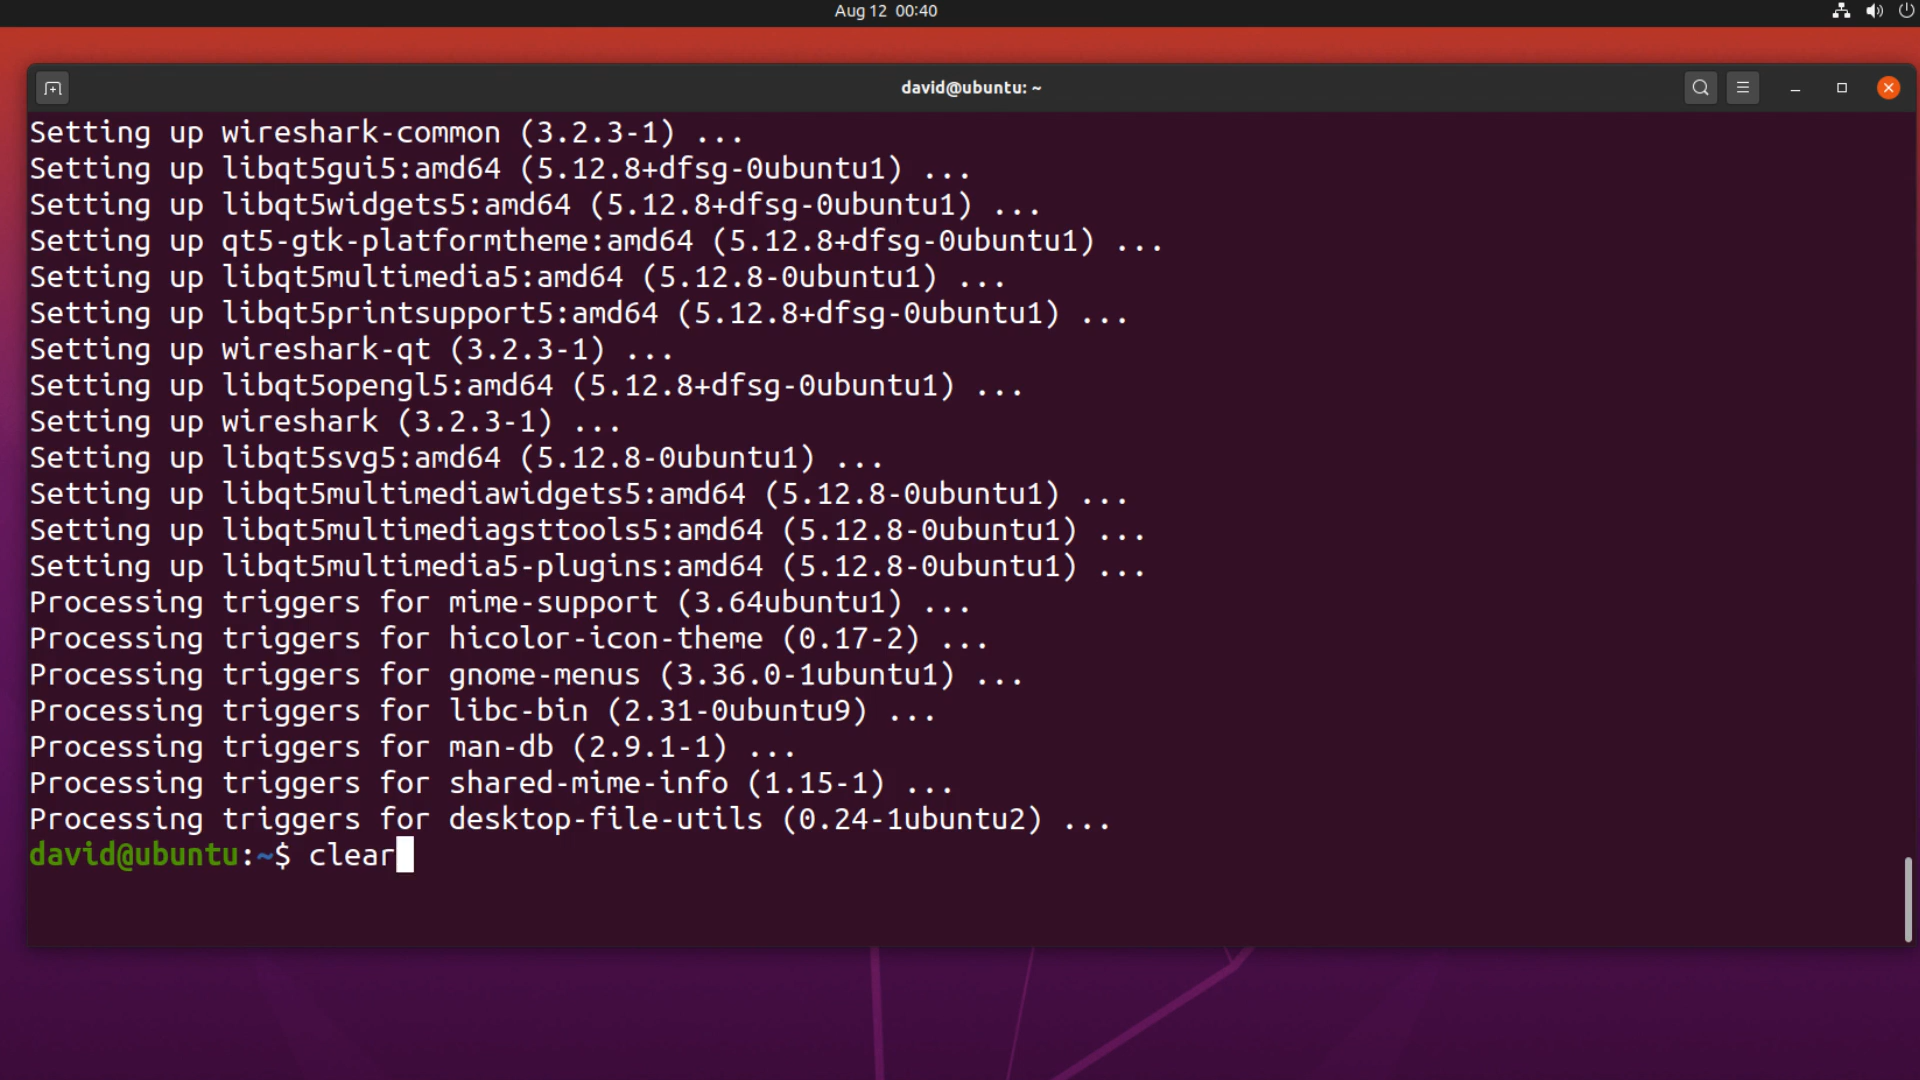 Aug 12 00:40
david@ubuntu: ~
Setting up wireshark-common (3.2.3-1) ...
Setting up libqt5gui5:amd64 (5.12.8+dfsg-0ubuntu1) ...
Setting up libqt5widgets5:amd64 (5.12.8+dfsg-0ubuntu1) ...
Setting up qt5-gtk-platformtheme:amd64 (5.12.8+dfsg-0ubuntu1) ...
Setting up libqt5multimedia5:amd64 (5.12.8-0ubuntu1) ...
Setting up libqt5printsupport5:amd64 (5.12.8+dfsg-0ubuntu1) ...
Setting up wireshark-qt (3.2.3-1) ...
Setting up libqt5opengl5:amd64 (5.12.8+dfsg-0ubuntu1) ...
Setting up wireshark (3.2.3-1) ...
Setting up libqt5svg5:amd64 (5.12.8-0ubuntu1) ...
Setting up libqt5multimediawidgets5:amd64 (5.12.8-0ubuntu1) ...
Setting up libqt5multimediagsttools5:amd64 (5.12.8-0ubuntu1) ...
Setting up libqt5multimedia5-plugins:amd64 (5.12.8-0ubuntu1) ...
Processing triggers for mime-support (3.64ubuntu1) ...
Processing triggers for hicolor-icon-theme (0.17-2) ...
Processing triggers for gnome-menus (3.36.0-1ubuntu1) ...
Processing triggers for libc-bin (2.31-0ubuntu9) ...
Processing triggers for man-db (2.9.1-1) ...
Processing triggers for shared-mime-info (1.15-1) ...
Processing triggers for desktop-file-utils (0.24-1ubuntu2) ...
david@ubuntu:~$ clear